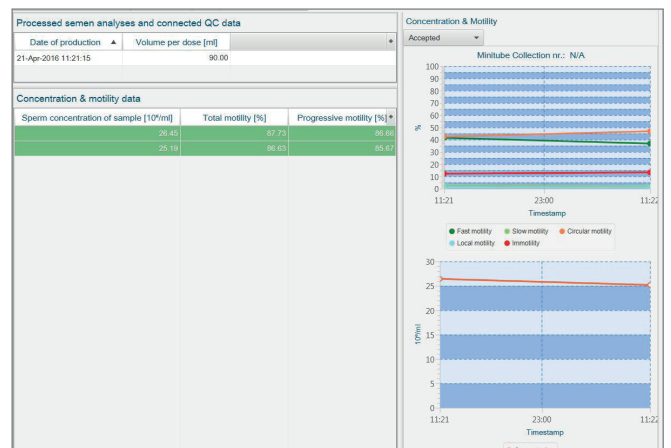 Processed semen analyses and connected QC data
Date of production ▲ Volume per dose [ml]
21-Apr-2016 11:21:15 90.00
Concentration & motility data
Sperm concentration of sample [10⁶/ml] Total motility [%] Progressive motility [%]
26.45 87.73 86.66
25.19 86.63 85.67
Concentration & Motility
Accepted
Minitube Collection nr.: N/A
100
90
80
70
60
50
40
30
20
10
0
%
11:21 23:00 11:22
Timestamp
Fast motility Slow motility Circular motility
Local motility Immotility
30
25
20
15
10
5
0
10⁶/ml
11:21 23:00 11:22
Timestamp